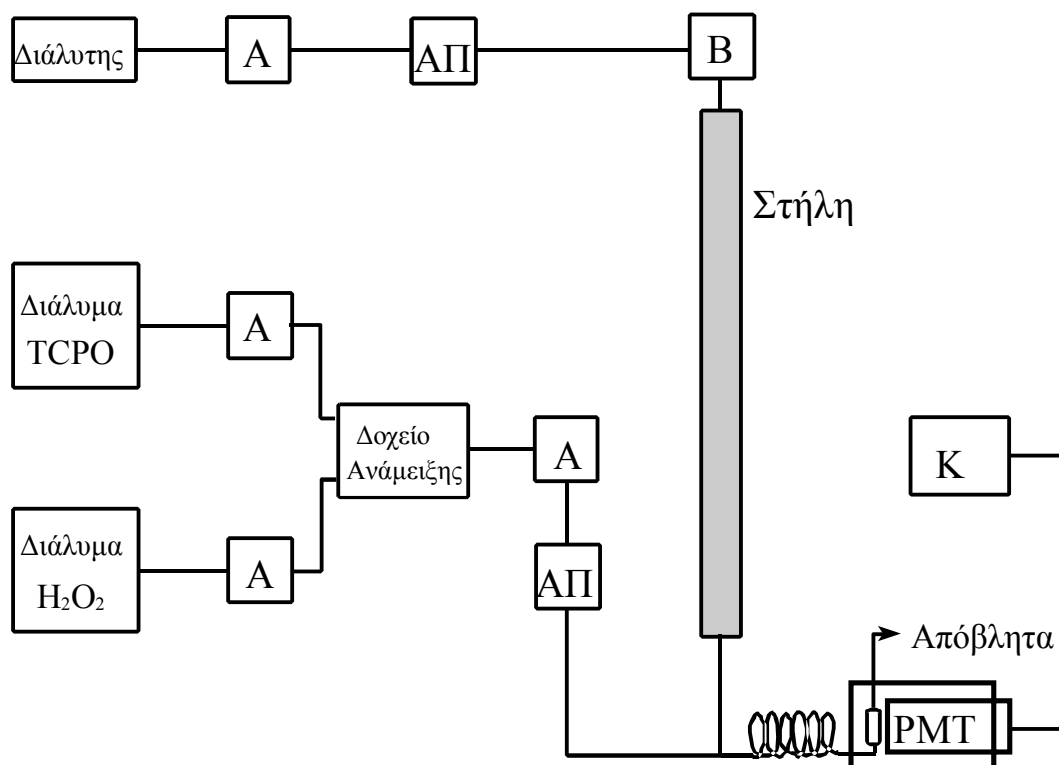 Διάλυτης
Α
ΑΠ
Β
Στήλη
Διάλυμα
TCPO
Α
Δοχείο
Ανάμειξης
Α
Κ
Διάλυμα
H₂O₂
Α
ΑΠ
Απόβλητα
PMT